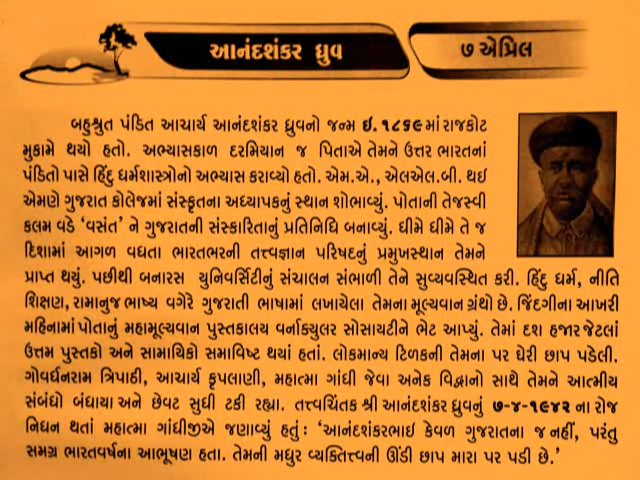 આનંદશંકર ધ્રુવ
૭ એપ્રિલ
બહુશ્રુત પંડિત આચાર્ય આનંદશંકર ધ્રુવનો જન્મ ઇ. ૧૮૬૯માં રાજકોટ
મુકામે થયો હતો. અભ્યાસકાળ દરમિયાન જ પિતાએ તેમને ઉત્તર ભારતનાં
પંડિતો પાસે હિંદુ ધર્મશાસ્ત્રોનો અભ્યાસ કરાવ્યો હતો. એમ.એ., એલએલ.બી. થઇ
એમણે ગુજરાત કોલેજમાં સંસ્કૃતના અધ્યાપકનું સ્થાન શોભાવ્યું. પોતાની તેજસ્વી
કલમ વડે ‘વસંત’ ને ગુજરાતની સંસ્કારિતાનું પ્રતિનિધિ બનાવ્યું. ધીમે ધીમે તે જ
દિશામાં આગળ વધતા ભારતભરની તત્ત્વજ્ઞાન પરિષદનું પ્રમુખસ્થાન તેમને
પ્રાપ્ત થયું. પછીથી બનારસ યુનિવર્સિટીનું સંચાલન સંભાળી તેને સુવ્યવસ્થિત કરી. હિંદુ ધર્મ, નીતિ
શિક્ષણ, રામાનુજ ભાષ્ય વગેરે ગુજરાતી ભાષામાં લખાયેલા તેમના મૂલ્યવાન ગ્રંથો છે. જિંદગીના આખરી
મહિનામાં પોતાનું મહામૂલ્યવાન પુસ્તકાલય વર્નાક્યુલર સોસાયટીને ભેટ આપ્યું. તેમાં દશ હજાર જેટલાં
ઉત્તમ પુસ્તકો અને સામાયિકો સમાવિષ્ટ થયાં હતાં. લોકમાન્ય ટિળકની તેમના પર ઘેરી છાપ પડેલી.
ગોવર્ધનરામ ત્રિપાઠી, આચાર્ય કૃપલાણી, મહાત્મા ગાંધી જેવા અનેક વિદ્વાનો સાથે તેમને આત્મીય
સંબંધો બંધાયા અને છેવટ સુધી ટકી રહ્યા. તત્ત્વચિંતક શ્રી આનંદશંકર ધ્રુવનું ૭-૪-૧૯૪૨ ના રોજ
નિધન થતાં મહાત્મા ગાંધીજીએ જણાવ્યું હતું : ‘આનંદશંકરભાઇ કેવળ ગુજરાતના જ નહીં, પરંતુ
સમગ્ર ભારતવર્ષના આભૂષણ હતા. તેમની મધુર વ્યક્તિત્વની ઊંડી છાપ મારા પર પડી છે.’